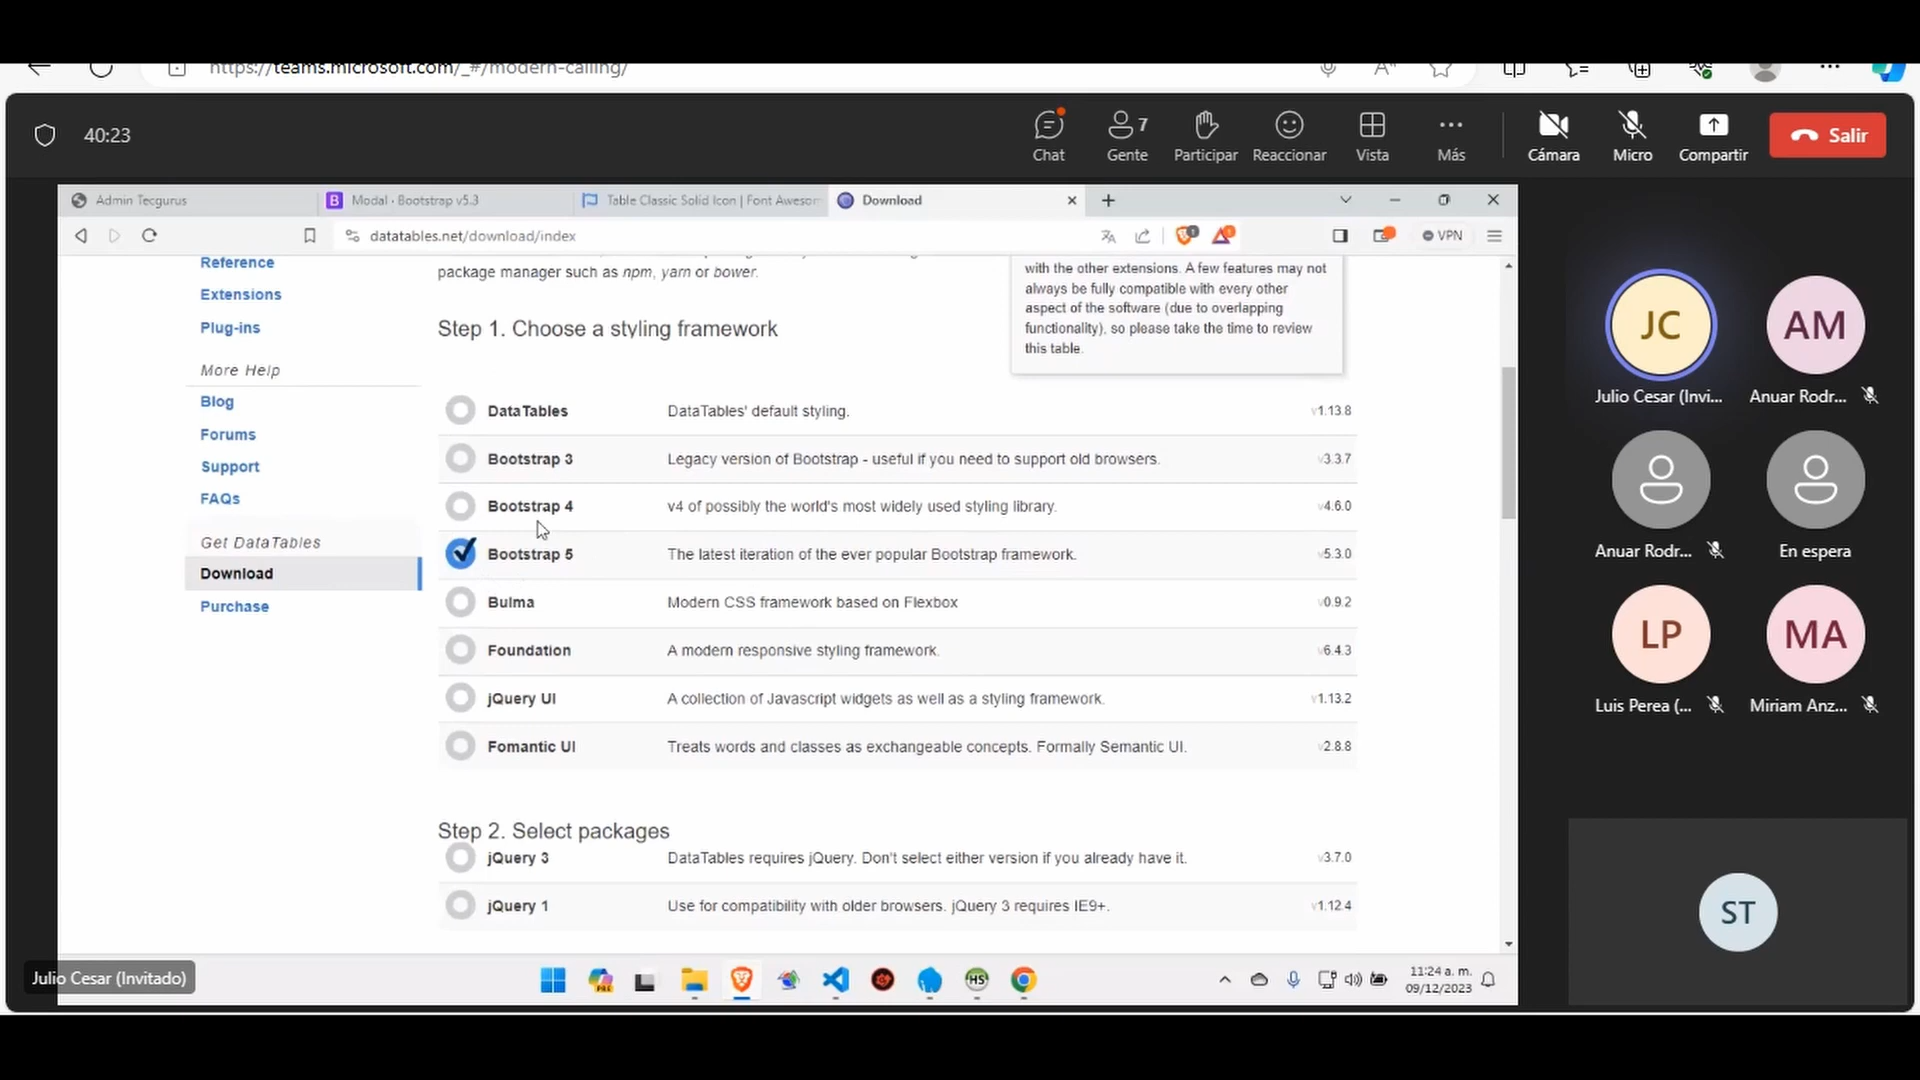 https://teams.microsoft.com/_#/modern-calling/
40:23
Chat
Gente
7
Participar
Reaccionar
Vista
Más
Cámara
Micro
Compartir
Salir
Admin Tecgurus
Modal · Bootstrap v5.3
Table Classic Solid Icon | Font Awesom
Download
datatables.net/download/index
VPN
Reference
Extensions
Plug-ins
More Help
Blog
Forums
Support
FAQs
Get DataTables
Download
Purchase
package manager such as npm, yarn or bower.
with the other extensions. A few features may not
always be fully compatible with every other
aspect of the software (due to overlapping
functionality), so please take the time to review
this table.
Step 1. Choose a styling framework
DataTables DataTables' default styling. v1.13.8
Bootstrap 3 Legacy version of Bootstrap - useful if you need to support old browsers. v3.3.7
Bootstrap 4 v4 of possibly the world's most widely used styling library. v4.6.0
Bootstrap 5 The latest iteration of the ever popular Bootstrap framework. v5.3.0
Bulma Modern CSS framework based on Flexbox v0.9.2
Foundation A modern responsive styling framework. v6.4.3
jQuery UI A collection of Javascript widgets as well as a styling framework. v1.13.2
Fomantic UI Treats words and classes as exchangeable concepts. Formally Semantic UI. v2.8.8
Step 2. Select packages
jQuery 3 DataTables requires jQuery. Don't select either version if you already have it. v3.7.0
jQuery 1 Use for compatibility with older browsers. jQuery 3 requires IE9+. v1.12.4
JC
Julio Cesar (Invi...
AM
Anuar Rodr...
Anuar Rodr...
En espera
LP
Luis Perea (...
MA
Miriam Anz...
ST
Julio Cesar (Invitado)
PRE
HS
11:24 a. m.
09/12/2023